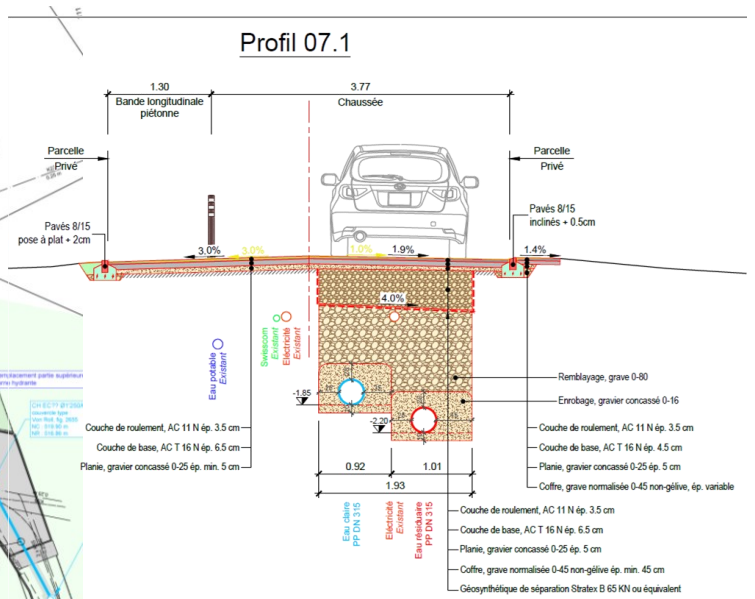 Profil 07.1
1.30
3.77
Bande longitudinale
piétonne
Chaussée
Parcelle
Privé
Parcelle
Privé
Pavés 8/15
pose à plat + 2cm
Pavés 8/15
inclinés + 0.5cm
3.0%
3.0%
1.0%
1.9%
1.4%
4.0%
Eau potable
Existant
Swisscom
Existant
Electricité
Existant
-1.85
-2.20
Remblayage, grave 0-80
Enrobage, gravier concassé 0-16
Couche de roulement, AC 11 N ép. 3.5 cm
Couche de base, AC T 16 N ép. 6.5 cm
Planie, gravier concassé 0-25 ép. min. 5 cm
Couche de roulement, AC 11 N ép. 3.5 cm
Couche de base, AC T 16 N ép. 4.5 cm
Planie, gravier concassé 0-25 ép. 5 cm
Coffre, grave normalisée 0-45 non-gélive, ép. variable
0.92
1.01
1.93
Eau claire
PP DN 315
Eléctricité
Existant
Eau résiduaire
PP DN 315
Couche de roulement, AC 11 N ép. 3.5 cm
Couche de base, AC T 16 N ép. 6.5 cm
Planie, gravier concassé 0-25 ép. 5 cm
Coffre, grave normalisée 0-45 non-gélive ép. min. 45 cm
Géosynthétique de séparation Stratex B 65 KN ou équivalent